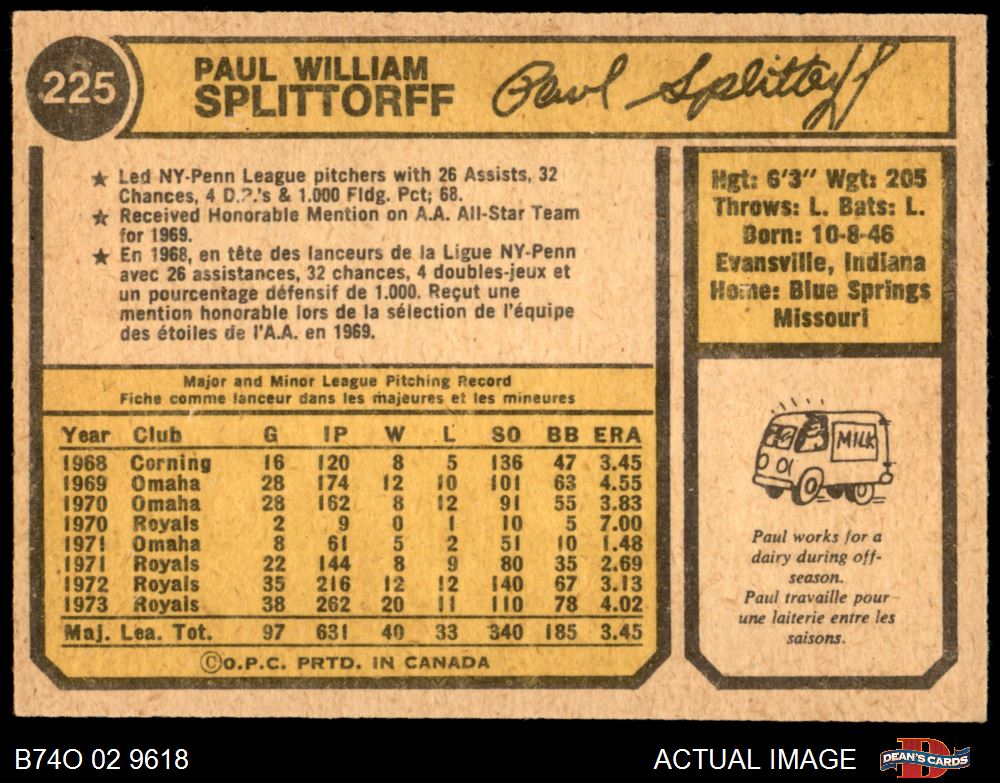 225
PAUL WILLIAM
SPLITTORFF
Paul Splittorff
★ Led NY-Penn League pitchers with 26 Assists, 32
Chances, 4 D.P.'s & 1.000 Fldg. Pct; 68.
★ Received Honorable Mention on A.A. All-Star Team
for 1969.
★ En 1968, en tête des lanceurs de la Ligue NY-Penn
avec 26 assistances, 32 chances, 4 doubles-jeux et
un pourcentage défensif de 1.000. Reçut une
mention honorable lors de la sélection de l'équipe
des étoiles de l'A.A. en 1969.
Hgt: 6'3" Wgt: 205
Throws: L. Bats: L.
Born: 10-8-46
Evansville, Indiana
Home: Blue Springs
Missouri
Major and Minor League Pitching Record
Fiche comme lanceur dans les majeures et les mineures
Year Club G IP W L SO BB ERA
1968 Corning 16 120 8 5 136 47 3.45
1969 Omaha 28 174 12 10 101 63 4.55
1970 Omaha 28 162 8 12 91 55 3.83
1970 Royals 2 9 0 1 10 5 7.00
1971 Omaha 8 61 5 2 51 10 1.48
1971 Royals 22 144 8 9 80 35 2.69
1972 Royals 35 216 12 12 140 67 3.13
1973 Royals 38 262 20 11 110 78 4.02
Maj. Lea. Tot. 97 631 40 33 340 185 3.45
©O.P.C. PRTD. IN CANADA
MILK
Paul works for a
dairy during off-
season.
Paul travaille pour
une laiterie entre les
saisons.
B74O 02 9618
ACTUAL IMAGE
D
DEAN'S CARDS